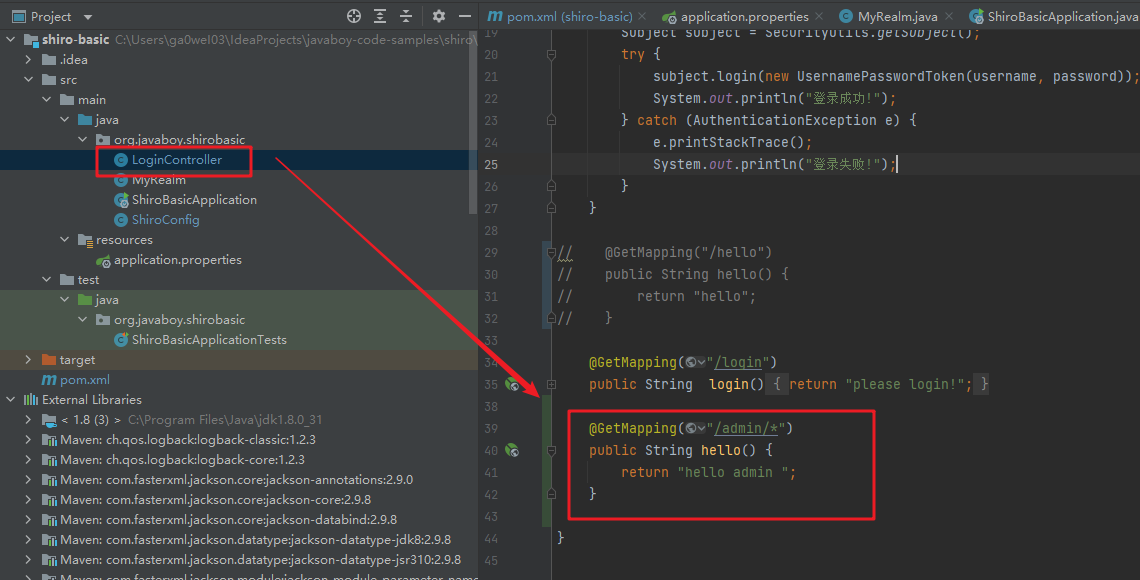 Project
shiro-basic C:\Users\ga0weI03\IdeaProjects\javaboy-code-samples\shiro\
.idea
src
main
java
org.javaboy.shirobasic
LoginController
MyRealm
ShiroBasicApplication
ShiroConfig
resources
application.properties
test
java
org.javaboy.shirobasic
ShiroBasicApplicationTests
target
pom.xml
External Libraries
< 1.8 (3) > C:\Program Files\Java\jdk1.8.0_31
Maven: ch.qos.logback:logback-classic:1.2.3
Maven: ch.qos.logback:logback-core:1.2.3
Maven: com.fasterxml.jackson.core:jackson-annotations:2.9.0
Maven: com.fasterxml.jackson.core:jackson-core:2.9.8
Maven: com.fasterxml.jackson.core:jackson-databind:2.9.8
Maven: com.fasterxml.jackson.datatype:jackson-datatype-jdk8:2.9.8
Maven: com.fasterxml.jackson.datatype:jackson-datatype-jsr310:2.9.8
Maven: com.fasterxml.jackson.module:jackson-module-parameter-name
pom.xml (shiro-basic) application.properties MyRealm.java ShiroBasicApplication.java
19 Subject subject = SecurityUtils.getSubject();
20 try {
21 subject.login(new UsernamePasswordToken(username, password));
22 System.out.println("登录成功!");
23 } catch (AuthenticationException e) {
24 e.printStackTrace();
25 System.out.println("登录失败!");
26 }
27 }
28
29 // @GetMapping("/hello")
30 // public String hello() {
31 // return "hello";
32 // }
33
34 @GetMapping("/login")
35 public String login() { return "please login!"; }
38
39 @GetMapping("/admin/*")
40 public String hello() {
41 return "hello admin ";
42 }
43
44 }
45